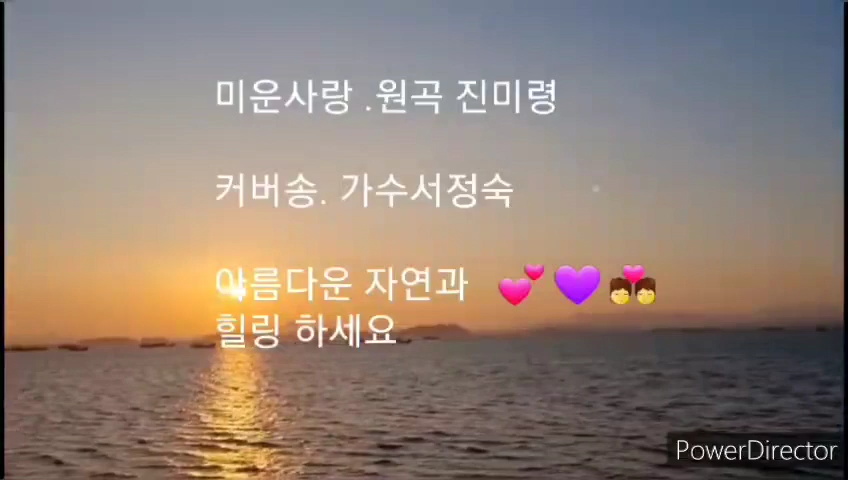 미운사랑 .원곡 진미령
커버송. 가수서정숙
아름다운 자연과 💕 💜 💏
힐링 하세요
PowerDirector